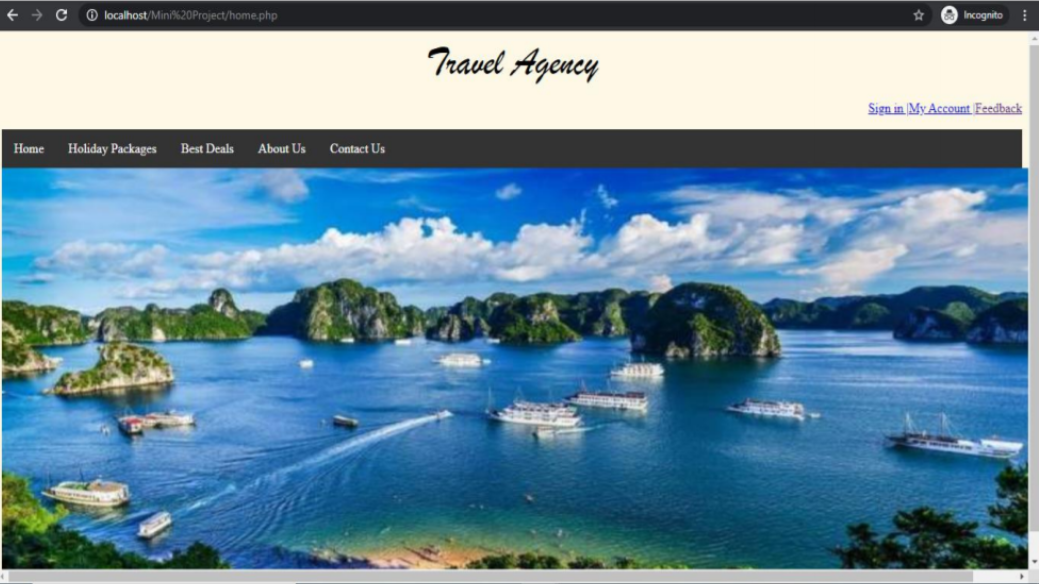 localhost/Mini%20Project/home.php Incognito
Travel Agency
Sign in |My Account |Feedback
Home Holiday Packages Best Deals About Us Contact Us